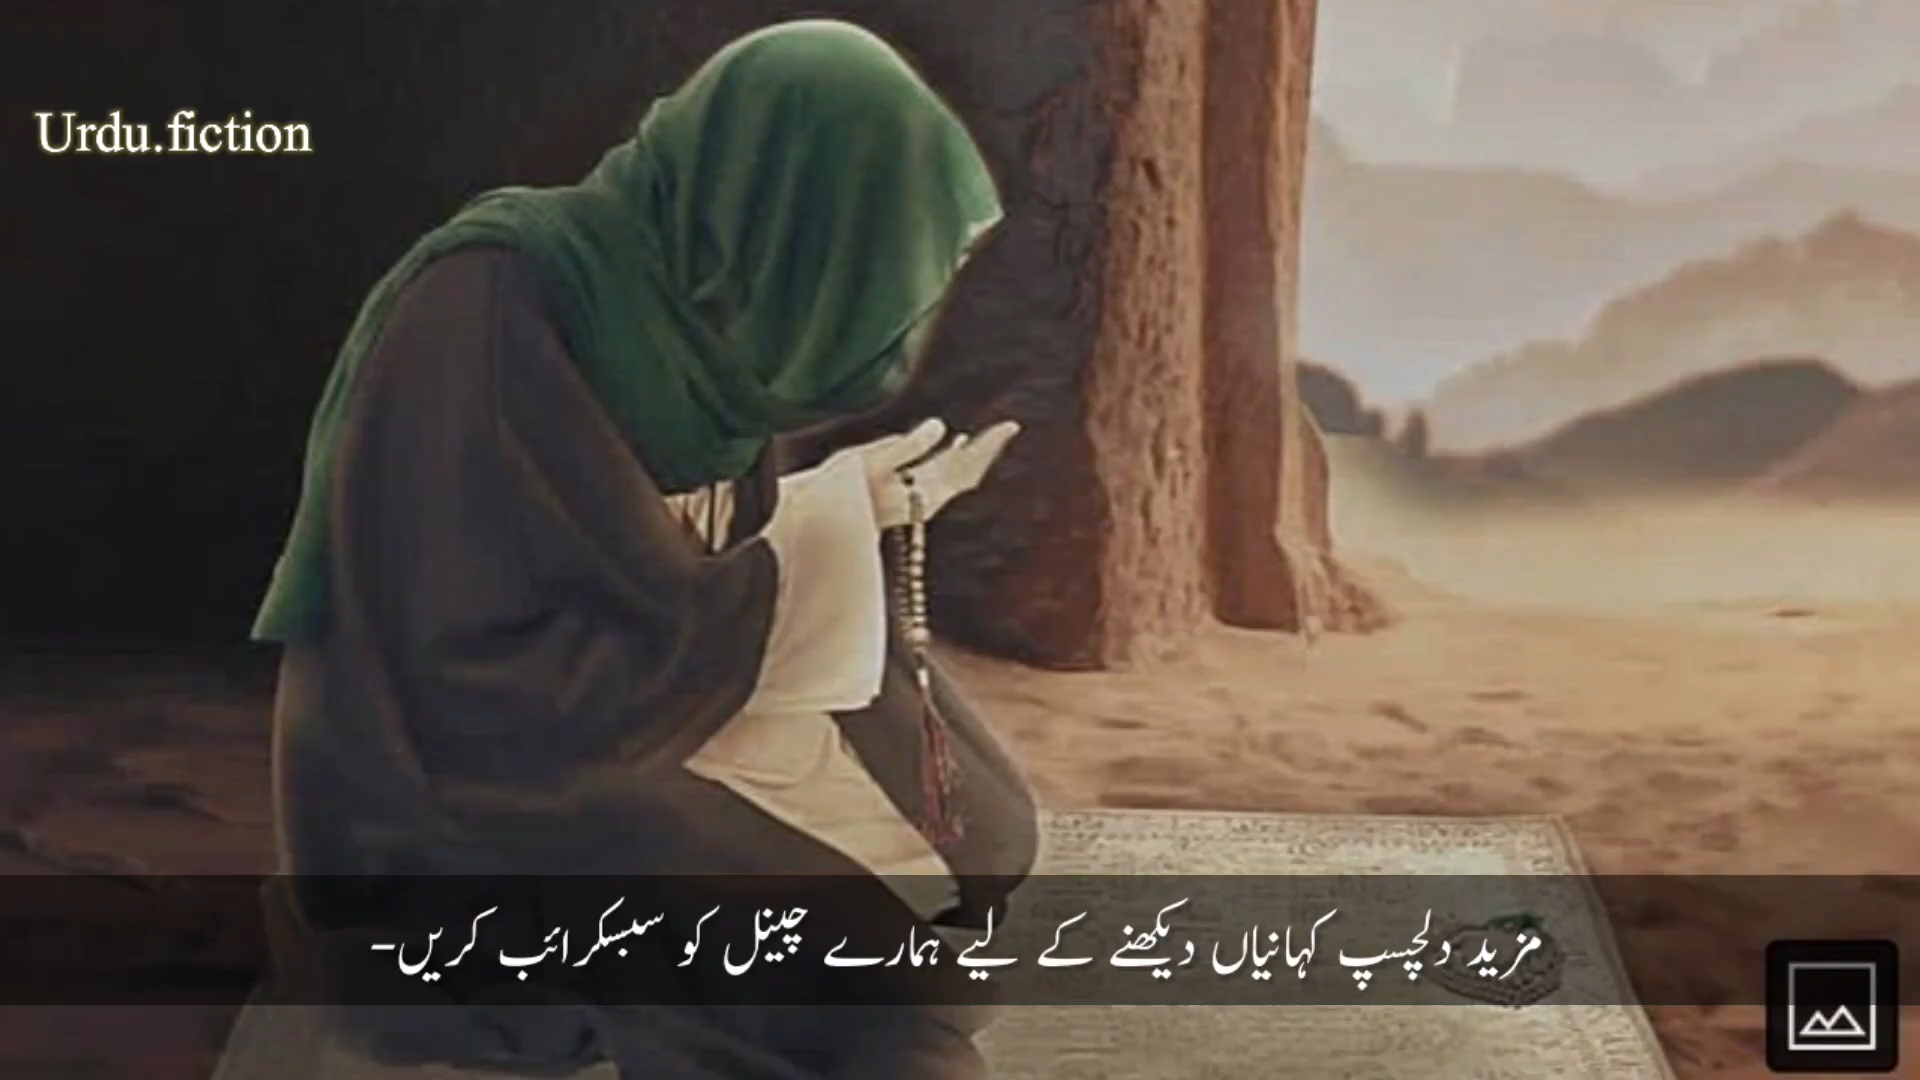 Urdu.fiction
مزید دلچسپ کہانیاں دیکھنے کے لیے ہمارے چینل کو سبسکرائب کریں-